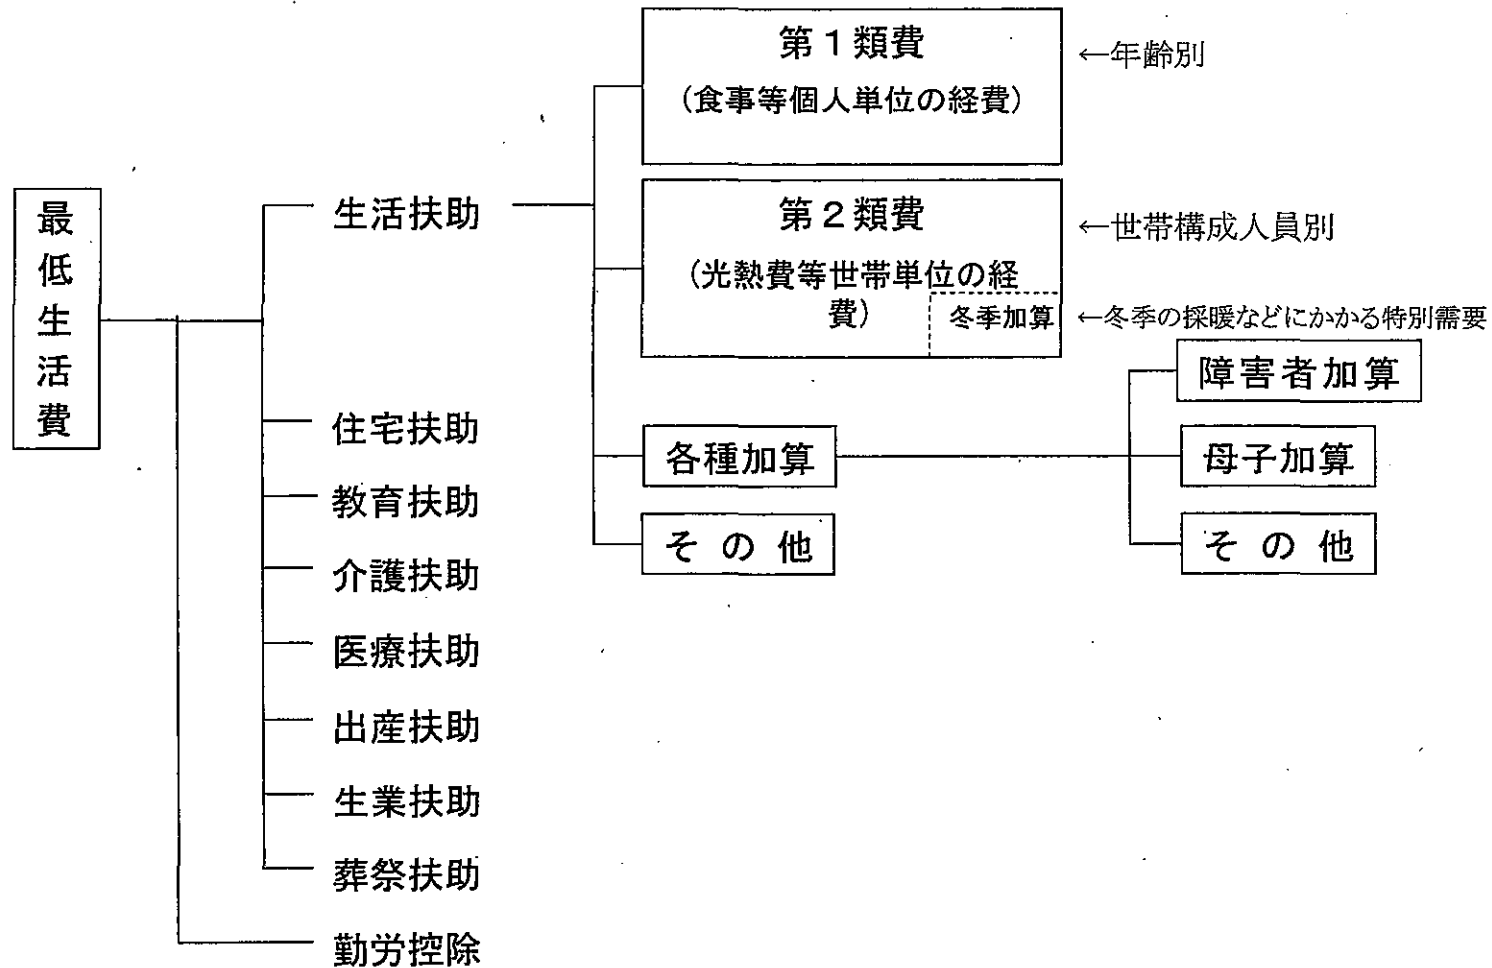 最低生活費
生活扶助
第１類費
（食事等個人単位の経費）
←年齢別
第２類費
（光熱費等世帯単位の経
費）
←世帯構成人員別
冬季加算
←冬季の採暖などにかかる特別需要
各種加算
障害者加算
母子加算
その他
その他
住宅扶助
教育扶助
介護扶助
医療扶助
出産扶助
生業扶助
葬祭扶助
勤労控除